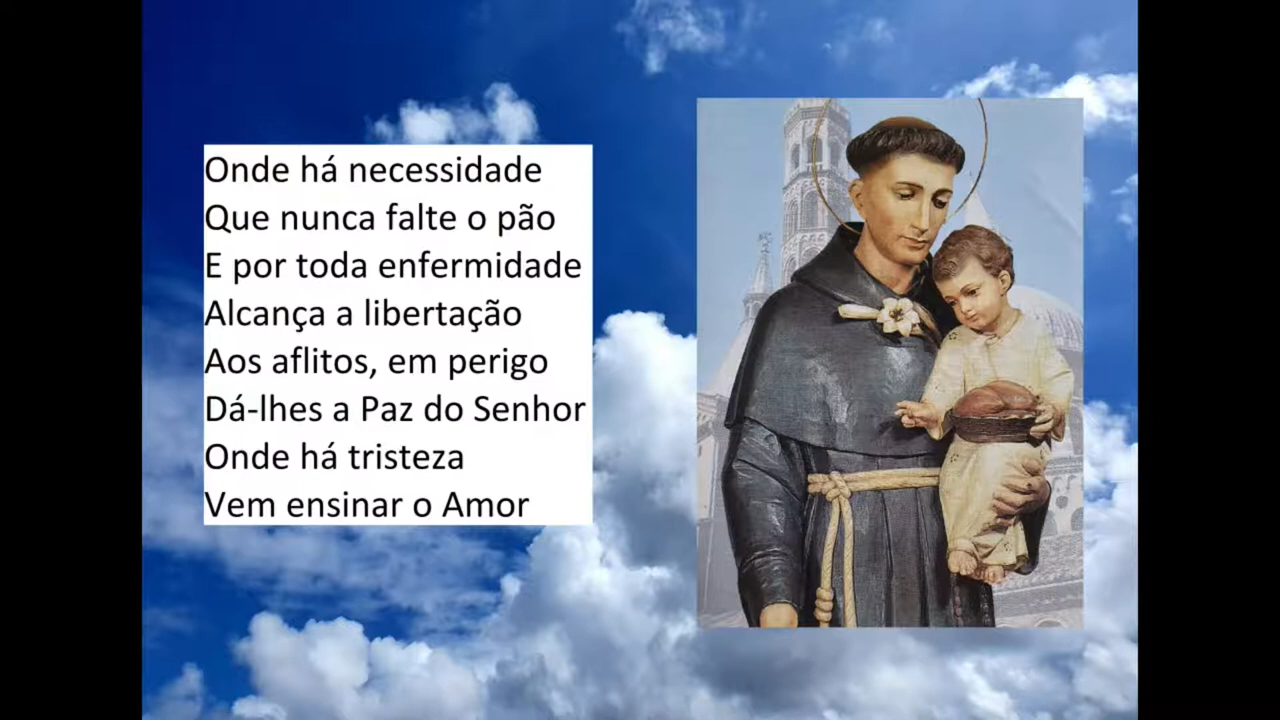 Onde há necessidade
Que nunca falte o pão
E por toda enfermidade
Alcança a libertação
Aos aflitos, em perigo
Dá-lhes a Paz do Senhor
Onde há tristeza
Vem ensinar o Amor